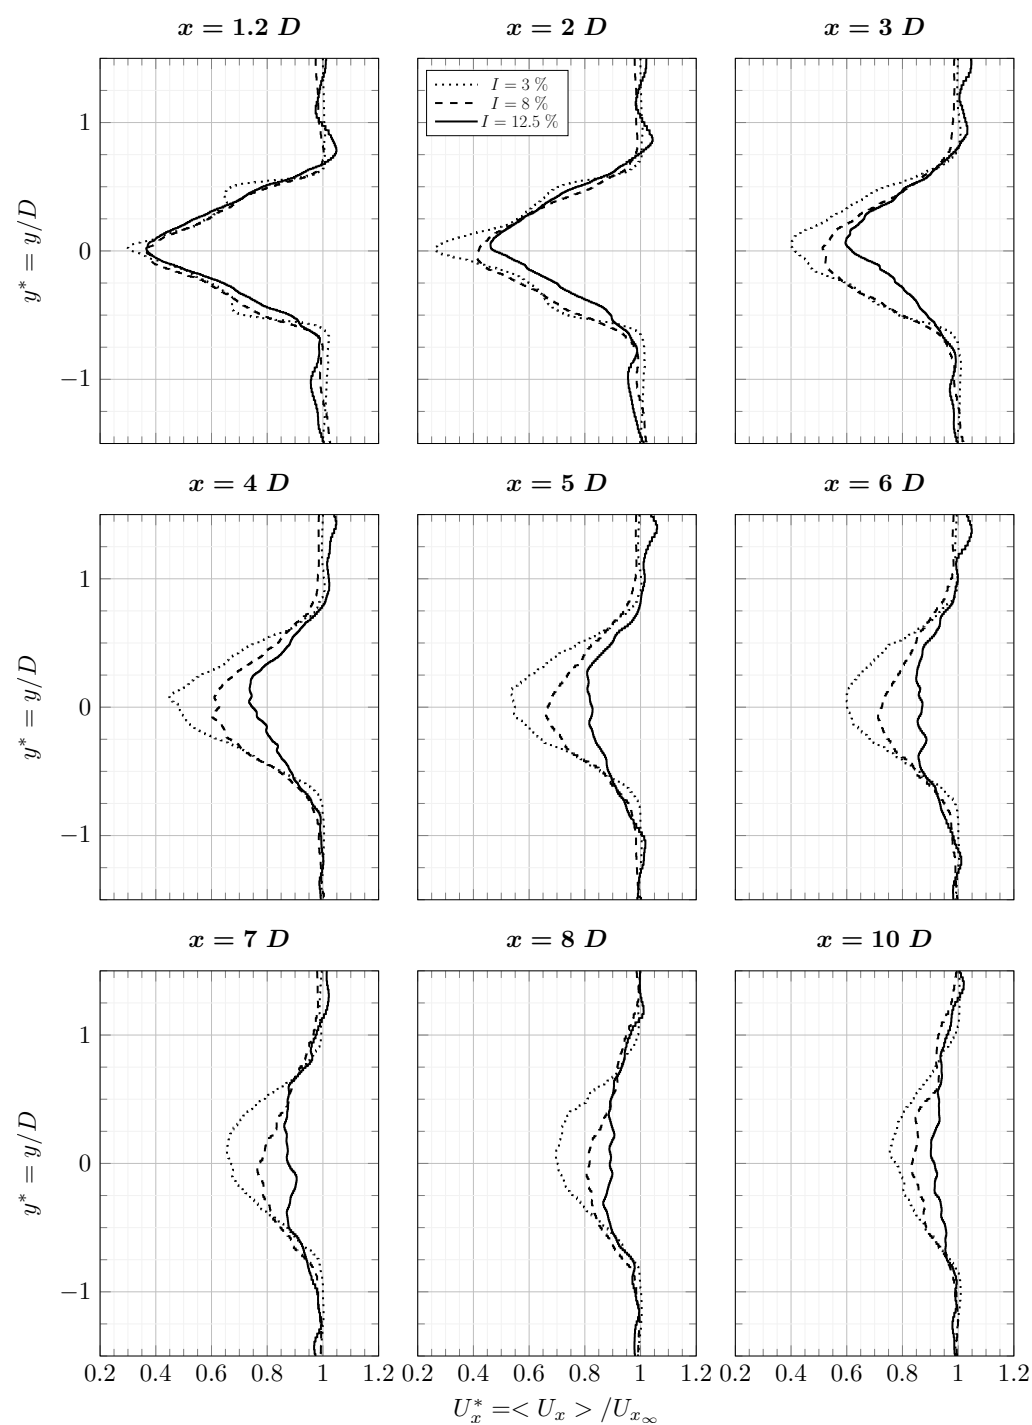 x = 1.2 D
x = 2 D
x = 3 D
I = 3 %
I = 8 %
I = 12.5 %
1
0
−1
y* = y/D
x = 4 D
x = 5 D
x = 6 D
1
0
−1
y* = y/D
x = 7 D
x = 8 D
x = 10 D
1
0
−1
y* = y/D
0.2 0.4 0.6 0.8 1 1.2
0.2 0.4 0.6 0.8 1 1.2
0.2 0.4 0.6 0.8 1 1.2
U*ₓ =< Uₓ > /Uₓ∞